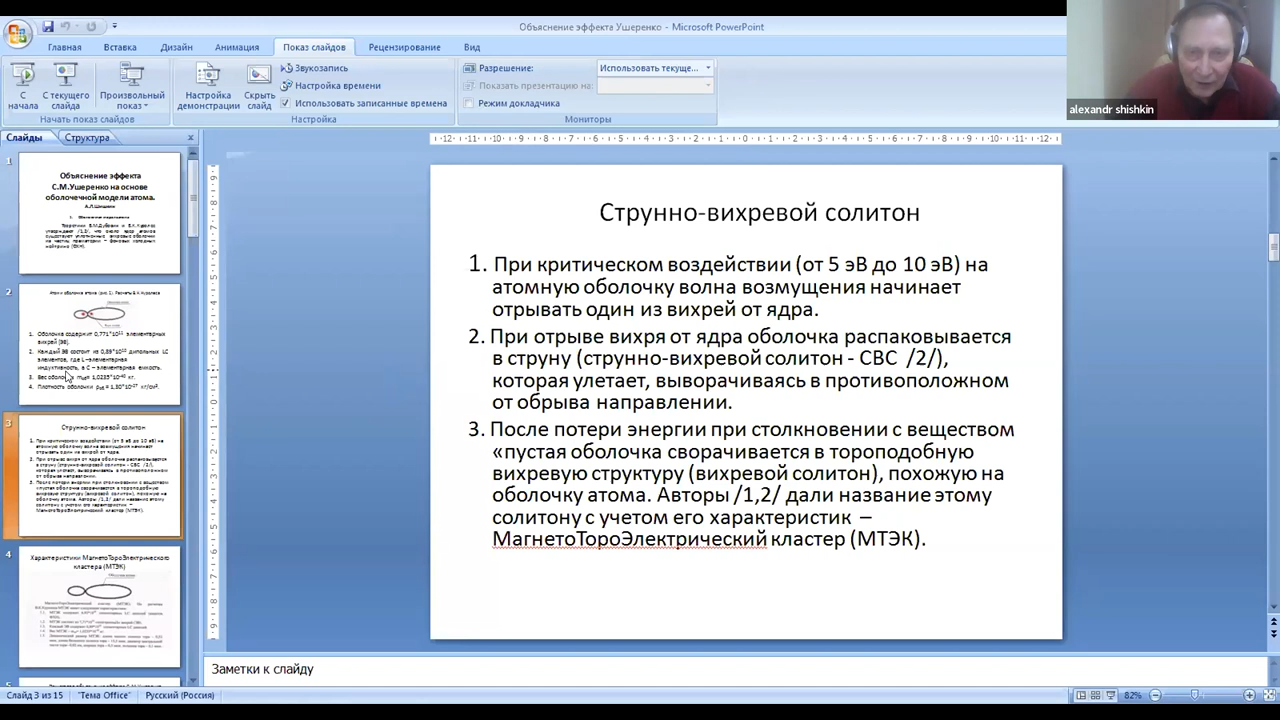 Объяснение эффекта Ушеренко - Microsoft PowerPoint
Главная Вставка Дизайн Анимация Показ слайдов Рецензирование Вид
С начала
С текущего слайда
Произвольный показ
Начать показ слайдов
Настройка демонстрации
Скрыть слайд
Звукозапись
Настройка времени
Использовать записанные времена
Настройка
Разрешение: Использовать текуще...
Показать презентацию на:
Режим докладчика
Мониторы
alexandr shishkin
Слайды Структура
1
Объяснение эффекта
С.М.Ушеренко на основе
оболочечной модели атома.
2
3
Струнно-вихревой солитон
4
Характеристики МагнетоТороЭлектрического
кластера (МТЭК)
Струнно-вихревой солитон
1. При критическом воздействии (от 5 эВ до 10 эВ) на
атомную оболочку волна возмущения начинает
отрывать один из вихрей от ядра.
2. При отрыве вихря от ядра оболочка распаковывается
в струну (струнно-вихревой солитон - СВС /2/),
которая улетает, выворачиваясь в противоположном
от обрыва направлении.
3. После потери энергии при столкновении с веществом
«пустая оболочка сворачивается в тороподобную
вихревую структуру (вихревой солитон), похожую на
оболочку атома. Авторы /1,2/ дали название этому
солитону с учетом его характеристик –
МагнетоТороЭлектрический кластер (МТЭК).
Заметки к слайду
Слайд 3 из 15 "Тема Office" Русский (Россия) 82%